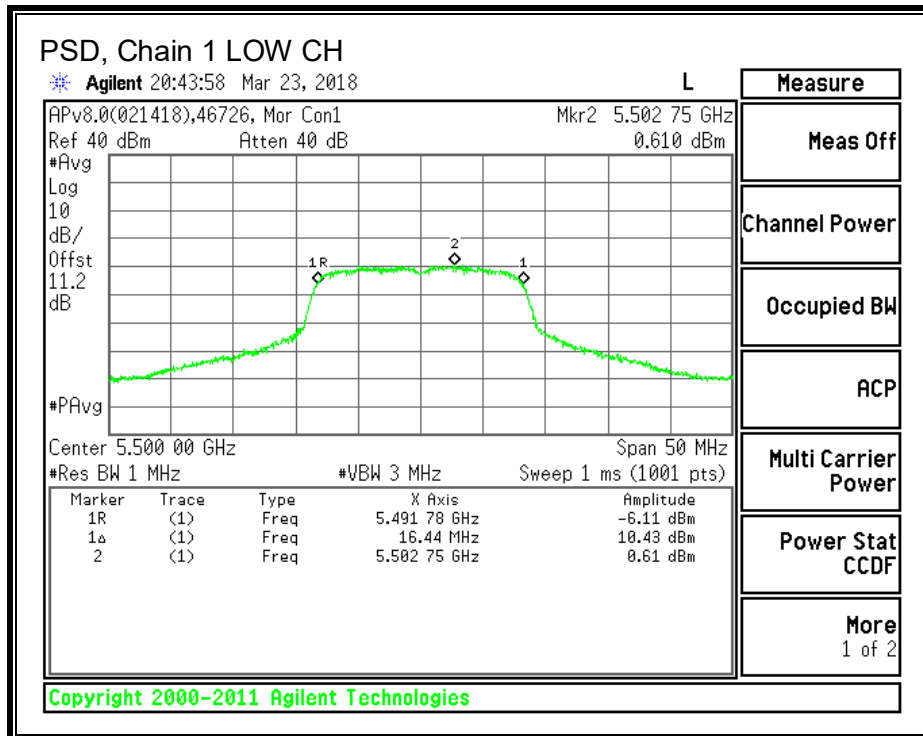 PSD, Chain 1 LOW CH
Agilent 20:43:58 Mar 23, 2018 L
APv8.0(021418),46726, Mor Con1 Mkr2 5.502 75 GHz
Ref 40 dBm Atten 40 dB 0.610 dBm
#Avg
Log
10
dB/
Offst
11.2
dB
1R
2
1
#PAvg
Center 5.500 00 GHz Span 50 MHz
#Res BW 1 MHz #VBW 3 MHz Sweep 1 ms (1001 pts)
Marker Trace Type X Axis Amplitude
1R (1) Freq 5.491 78 GHz -6.11 dBm
1Δ (1) Freq 16.44 MHz 10.43 dBm
2 (1) Freq 5.502 75 GHz 0.61 dBm
Measure
Meas Off
Channel Power
Occupied BW
ACP
Multi Carrier
Power
Power Stat
CCDF
More
1 of 2
Copyright 2000-2011 Agilent Technologies